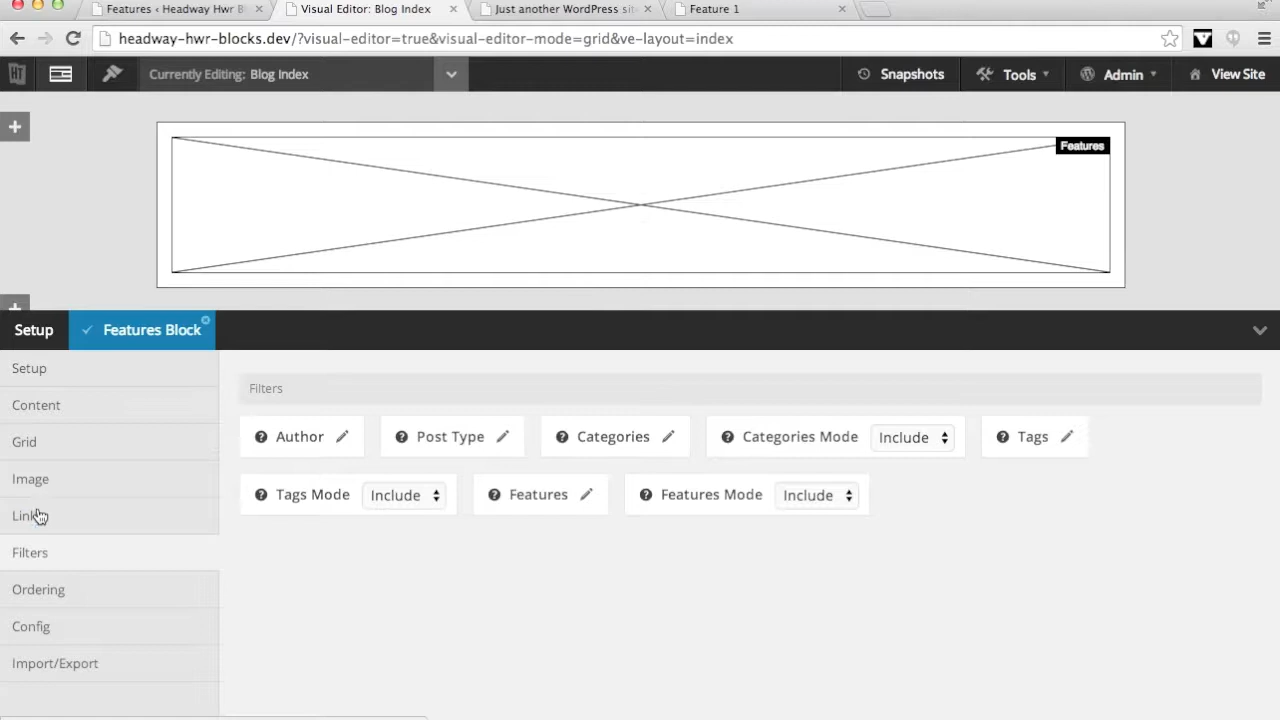 Features ‹ Headway Hwr B
Visual Editor: Blog Index
Just another WordPress sit
Feature 1
headway-hwr-blocks.dev/?visual-editor=true&visual-editor-mode=grid&ve-layout=index
Currently Editing: Blog Index
Snapshots
Tools
Admin
View Site
Features
Setup
Features Block
Setup
Content
Grid
Image
Filters
Ordering
Config
Import/Export
Filters
Author
Post Type
Categories
Categories Mode Include
Tags
Tags Mode Include
Features
Features Mode Include